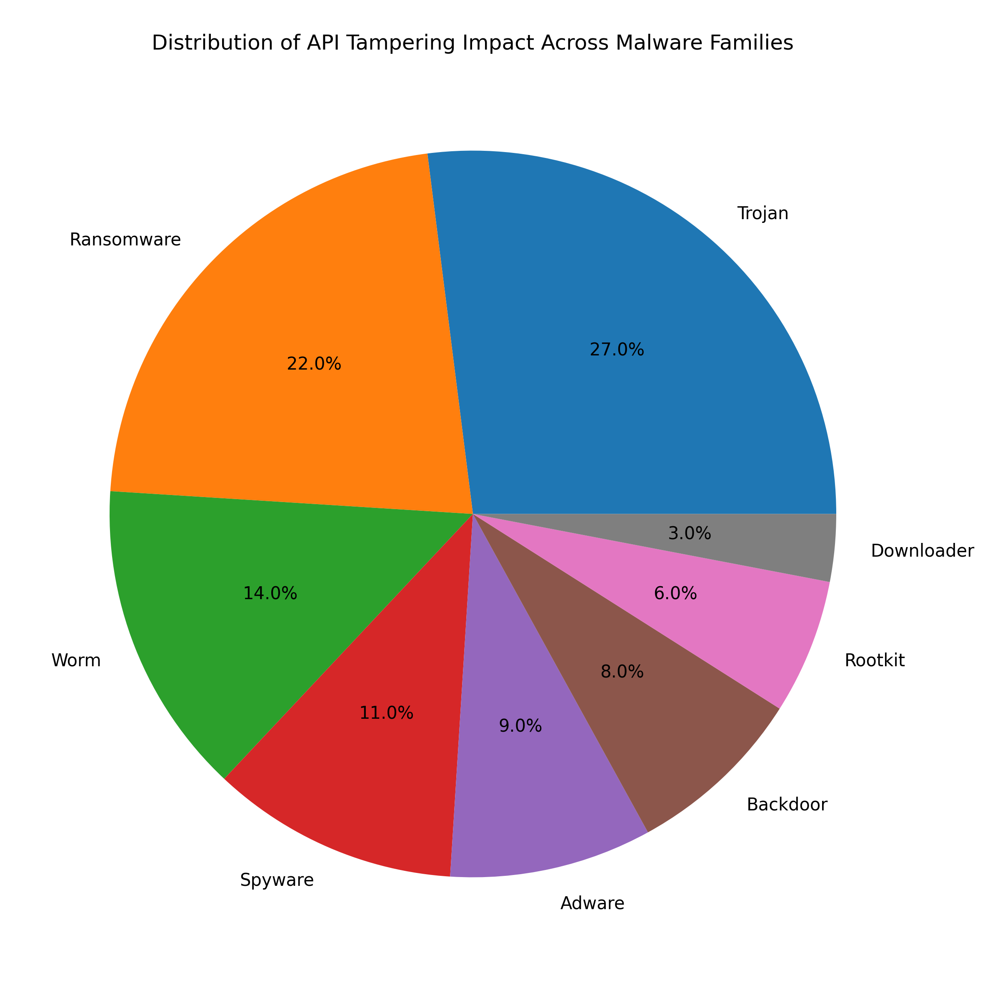 Distribution of API Tampering Impact Across Malware Families
Trojan
Ransomware
27.0%
22.0%
3.0%
Downloader
14.0%
6.0%
Worm
Rootkit
8.0%
11.0%
9.0%
Backdoor
Spyware
Adware